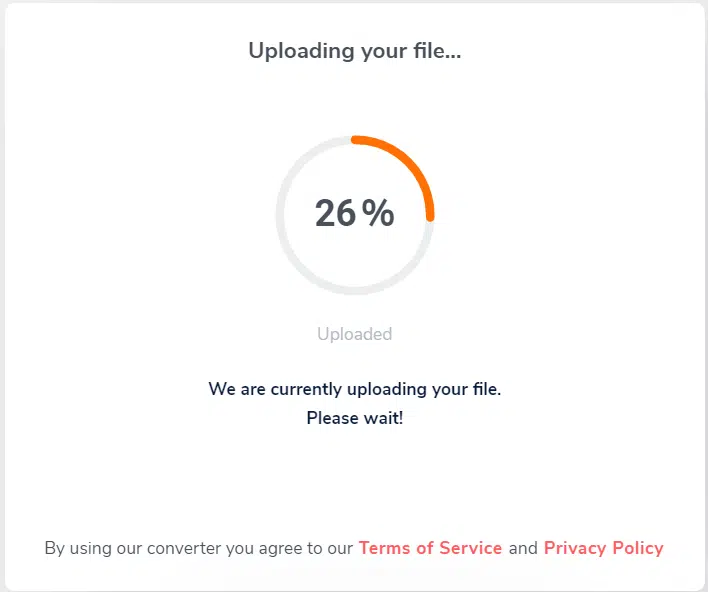 Uploading your file...
26%
Uploaded
We are currently uploading your file.
Please wait!
By using our converter you agree to our Terms of Service and Privacy Policy